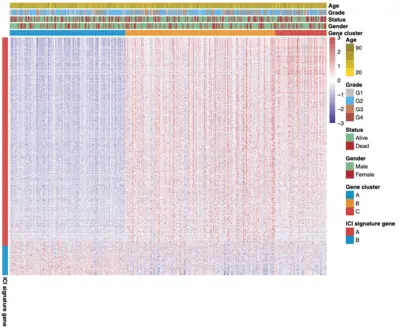 Age
Grade
Status
Gender
Gene cluster
3
2
1
0
−1
−2
−3
Age
90
20
Grade
G1
G2
G3
G4
Status
Alive
Dead
Gender
Male
Female
Gene cluster
A
B
C
ICI signature gene
A
B
ICI signature gene